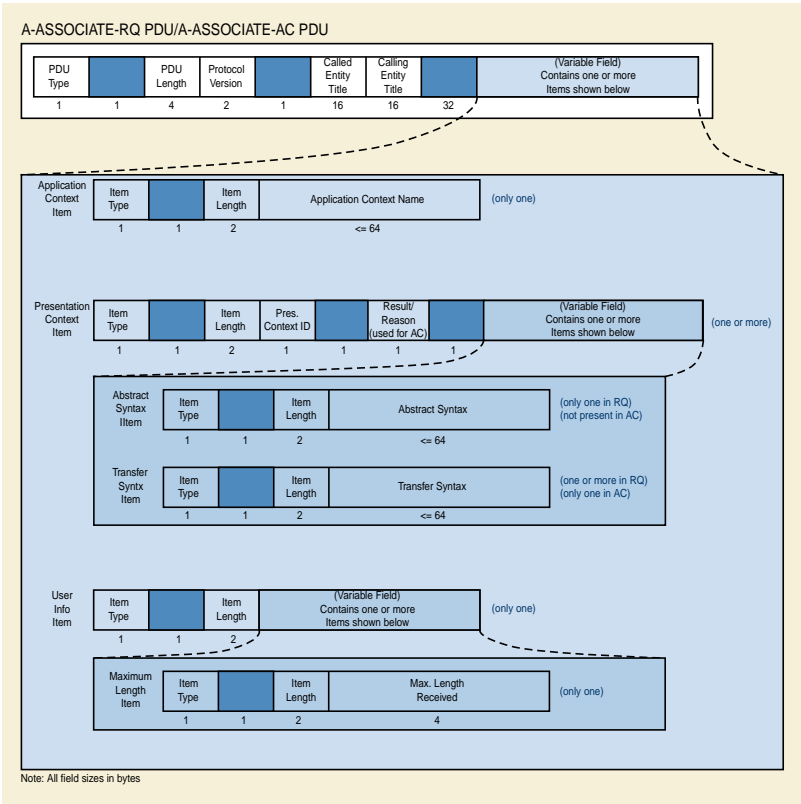 A-ASSOCIATE-RQ PDU/A-ASSOCIATE-AC PDU
PDU Type
PDU Length
Protocol Version
Called Entity Title
Calling Entity Title
(Variable Field)
Contains one or more
Items shown below
1 1 4 2 1 16 16 32
Application Context Item
Item Type
Item Length
Application Context Name
(only one)
1 1 2 <= 64
Presentation Context Item
Item Type
Item Length
Pres. Context ID
Result/ Reason (used for AC)
(Variable Field)
Contains one or more
Items shown below
(one or more)
1 1 2 1 1 1 1
Abstract Syntax IItem
Item Type
Item Length
Abstract Syntax
(only one in RQ)
(not present in AC)
1 1 2 <= 64
Transfer Syntx Item
Item Type
Item Length
Transfer Syntax
(one or more in RQ)
(only one in AC)
1 1 2 <= 64
User Info Item
Item Type
Item Length
(Variable Field)
Contains one or more
Items shown below
(only one)
1 1 2
Maximum Length Item
Item Type
Item Length
Max. Length Received
(only one)
1 1 2 4
Note: All field sizes in bytes